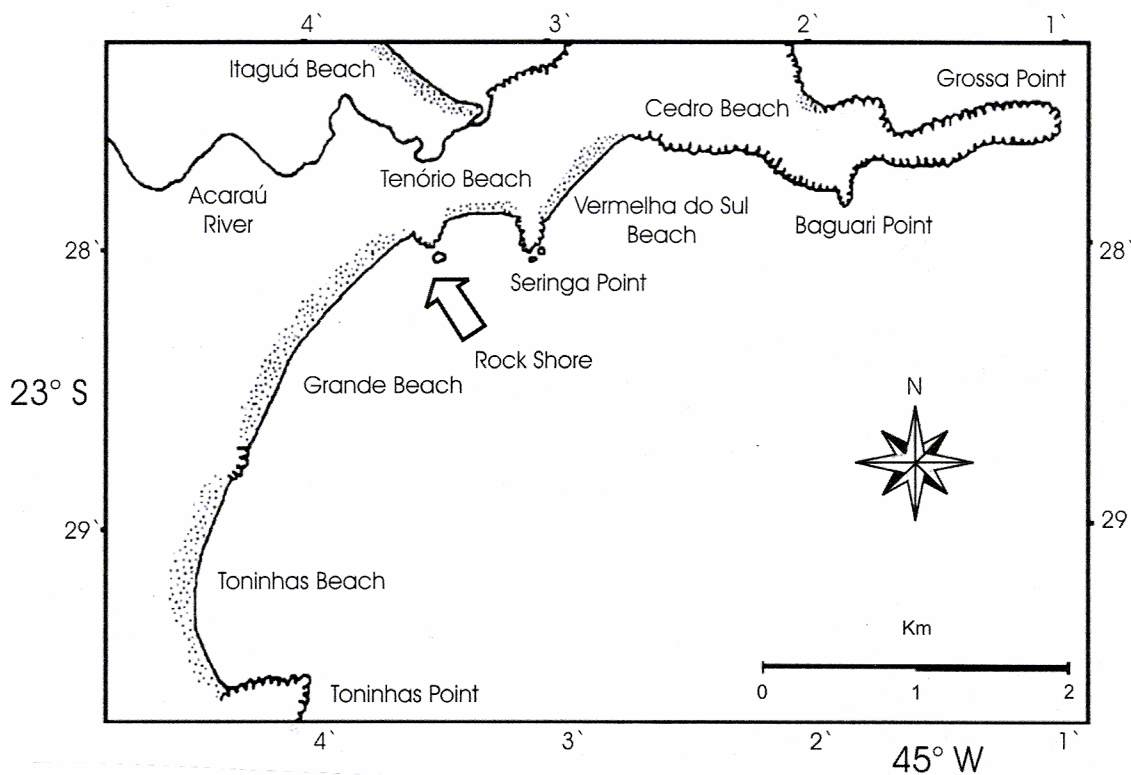 4` 3` 2` 1`
Itaguá Beach
Grossa Point
Cedro Beach
Tenório Beach
Acaraú
River
Vermelha do Sul
Beach
Baguari Point
28` 28`
Seringa Point
Rock Shore
Grande Beach
23° S
N
29` 29
Toninhas Beach
Km
0 1 2
Toninhas Point
4` 3` 2` 1`
45° W